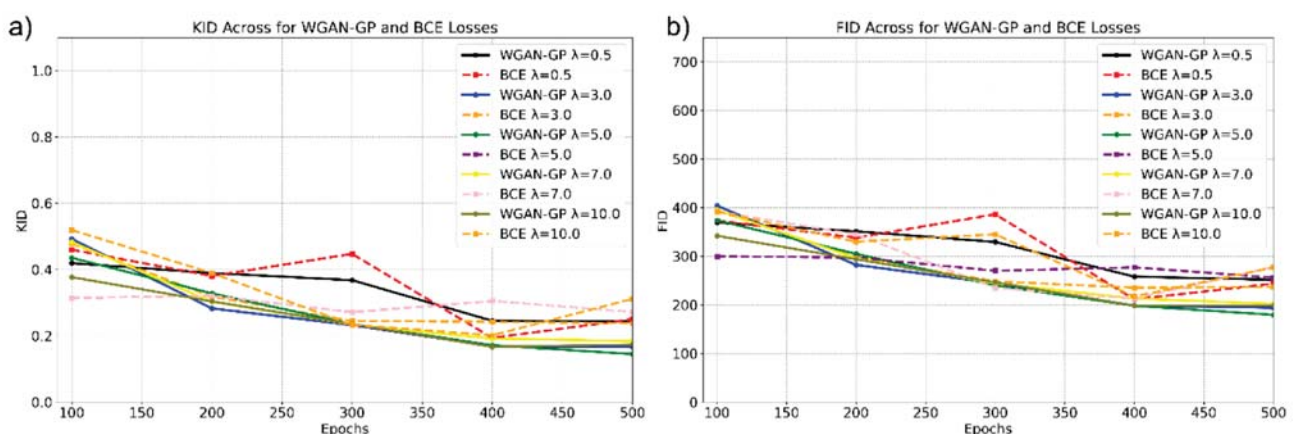 a)
KID Across for WGAN-GP and BCE Losses
KID
1.0
0.8
0.6
0.4
0.2
0.0
WGAN-GP λ=0.5
BCE λ=0.5
WGAN-GP λ=3.0
BCE λ=3.0
WGAN-GP λ=5.0
BCE λ=5.0
WGAN-GP λ=7.0
BCE λ=7.0
WGAN-GP λ=10.0
BCE λ=10.0
100 150 200 250 300 350 400 450 500
Epochs
b)
FID Across for WGAN-GP and BCE Losses
FID
700
600
500
400
300
200
100
0
WGAN-GP λ=0.5
BCE λ=0.5
WGAN-GP λ=3.0
BCE λ=3.0
WGAN-GP λ=5.0
BCE λ=5.0
WGAN-GP λ=7.0
BCE λ=7.0
WGAN-GP λ=10.0
BCE λ=10.0
100 150 200 250 300 350 400 450 500
Epochs